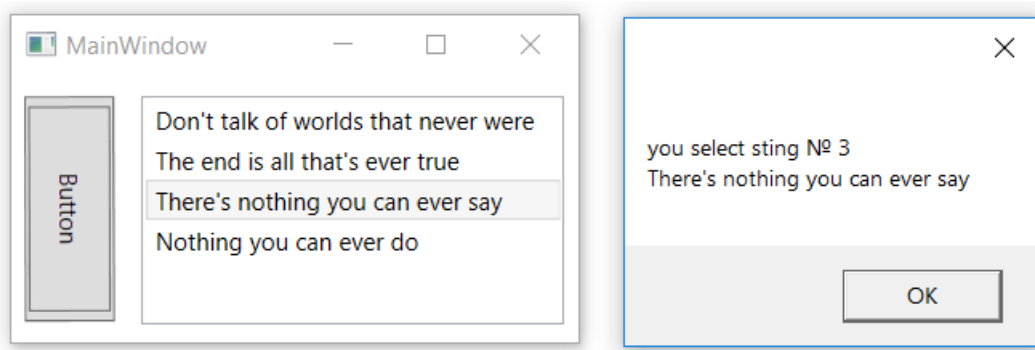 MainWindow
Button
Don't talk of worlds that never were
The end is all that's ever true
There's nothing you can ever say
Nothing you can ever do
you select sting № 3
There's nothing you can ever say
OK